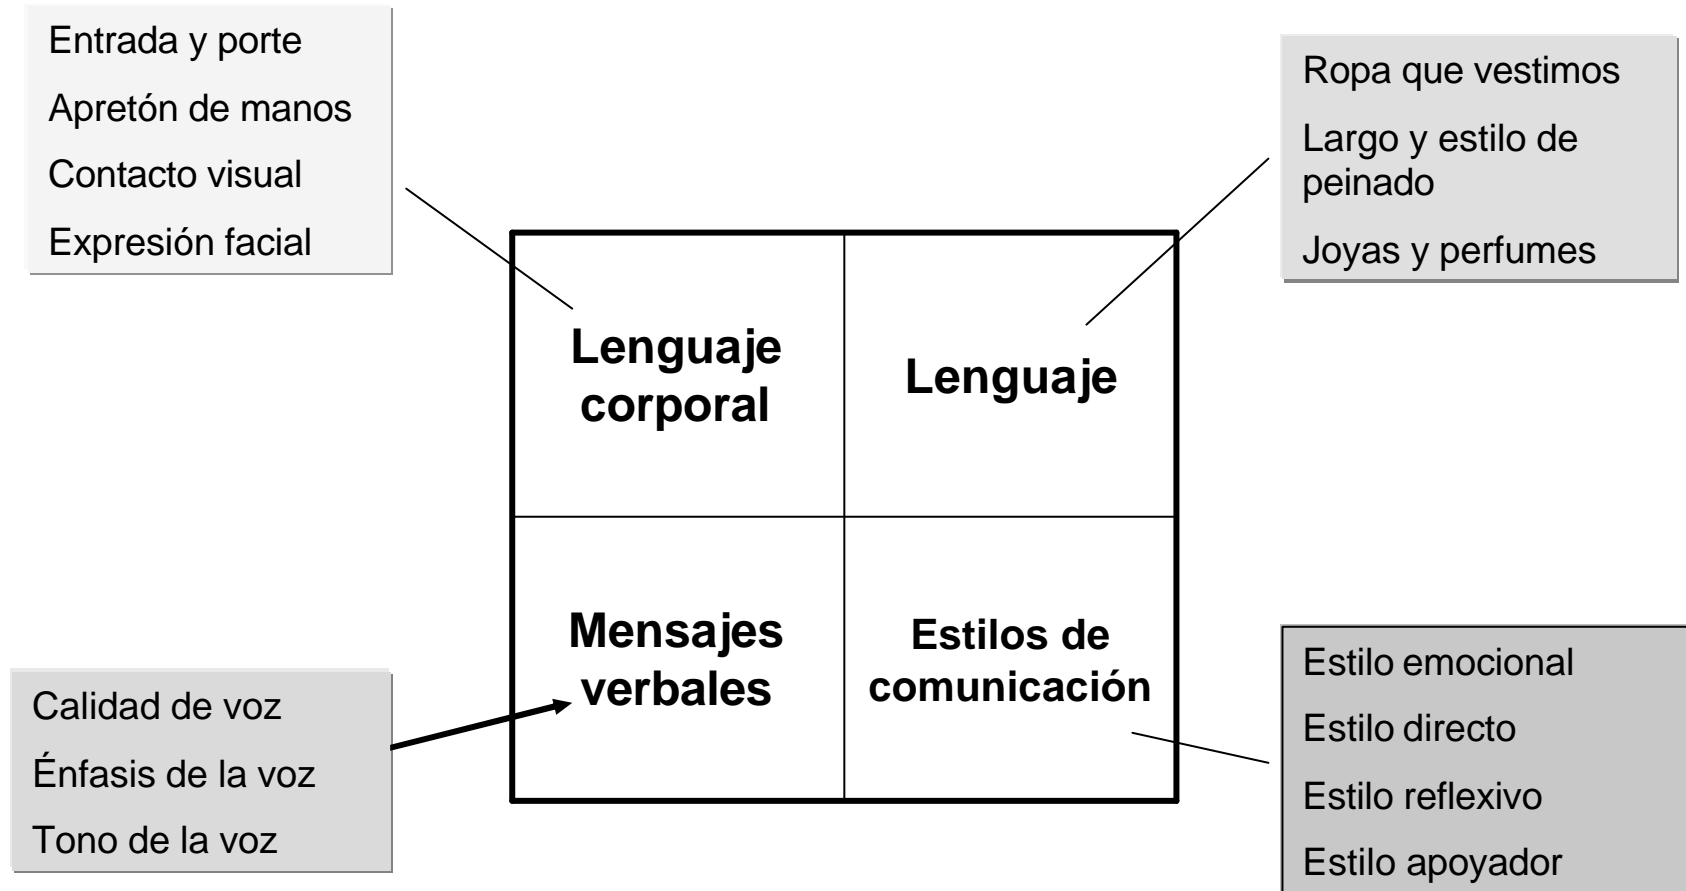 Entrada y porte
Apretón de manos
Contacto visual
Expresión facial
Ropa que vestimos
Largo y estilo de
peinado
Joyas y perfumes
Lenguaje
corporal
Lenguaje
Mensajes
verbales
Estilos de
comunicación
Calidad de voz
Énfasis de la voz
Tono de la voz
Estilo emocional
Estilo directo
Estilo reflexivo
Estilo apoyador